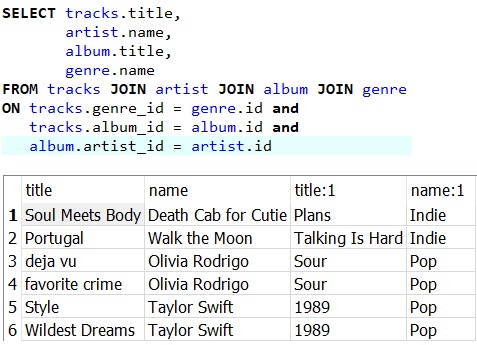 SELECT tracks.title,
artist.name,
album.title,
genre.name
FROM tracks JOIN artist JOIN album JOIN genre
ON tracks.genre_id = genre.id and
tracks.album_id = album.id and
album.artist_id = artist.id
title name title:1 name:1
1 Soul Meets Body Death Cab for Cutie Plans Indie
2 Portugal Walk the Moon Talking Is Hard Indie
3 deja vu Olivia Rodrigo Sour Pop
4 favorite crime Olivia Rodrigo Sour Pop
5 Style Taylor Swift 1989 Pop
6 Wildest Dreams Taylor Swift 1989 Pop